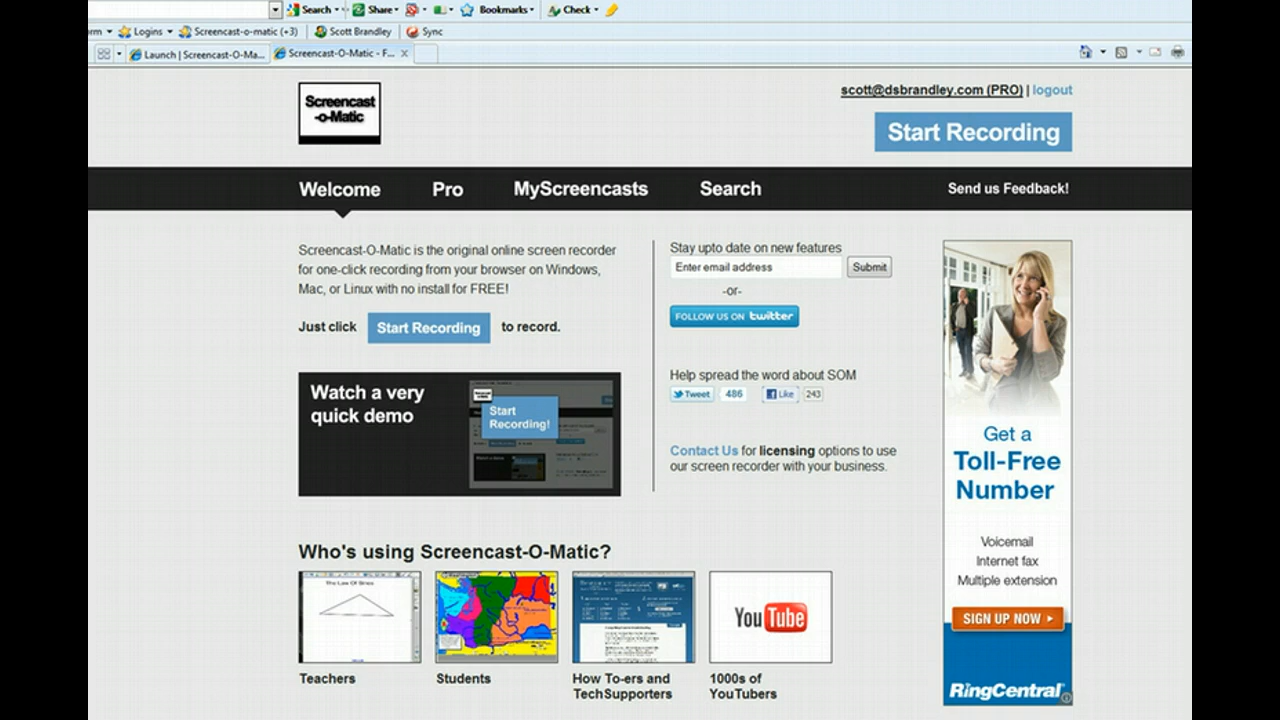 Search Share Bookmarks Check
Logins Screencast-o-matic (+3) Scott Brandley Sync
Launch | Screencast-O-Ma... Screencast-O-Matic - F...
Screencast
-o-Matic
scott@dsbrandley.com (PRO) | logout
Start Recording
Welcome Pro MyScreencasts Search Send us Feedback!
Screencast-O-Matic is the original online screen recorder
for one-click recording from your browser on Windows,
Mac, or Linux with no install for FREE!
Just click Start Recording to record.
Watch a very
quick demo
Start
Recording!
Stay upto date on new features
Enter email address Submit
-or-
FOLLOW US ON twitter
Help spread the word about SOM
Tweet 486 Like 243
Contact Us for licensing options to use
our screen recorder with your business.
Get a
Toll-Free
Number
Voicemail
Internet fax
Multiple extension
SIGN UP NOW
RingCentral
Who's using Screencast-O-Matic?
The Law Of Sines
YouTube
Teachers
Students
How To-ers and
TechSupporters
1000s of
YouTubers